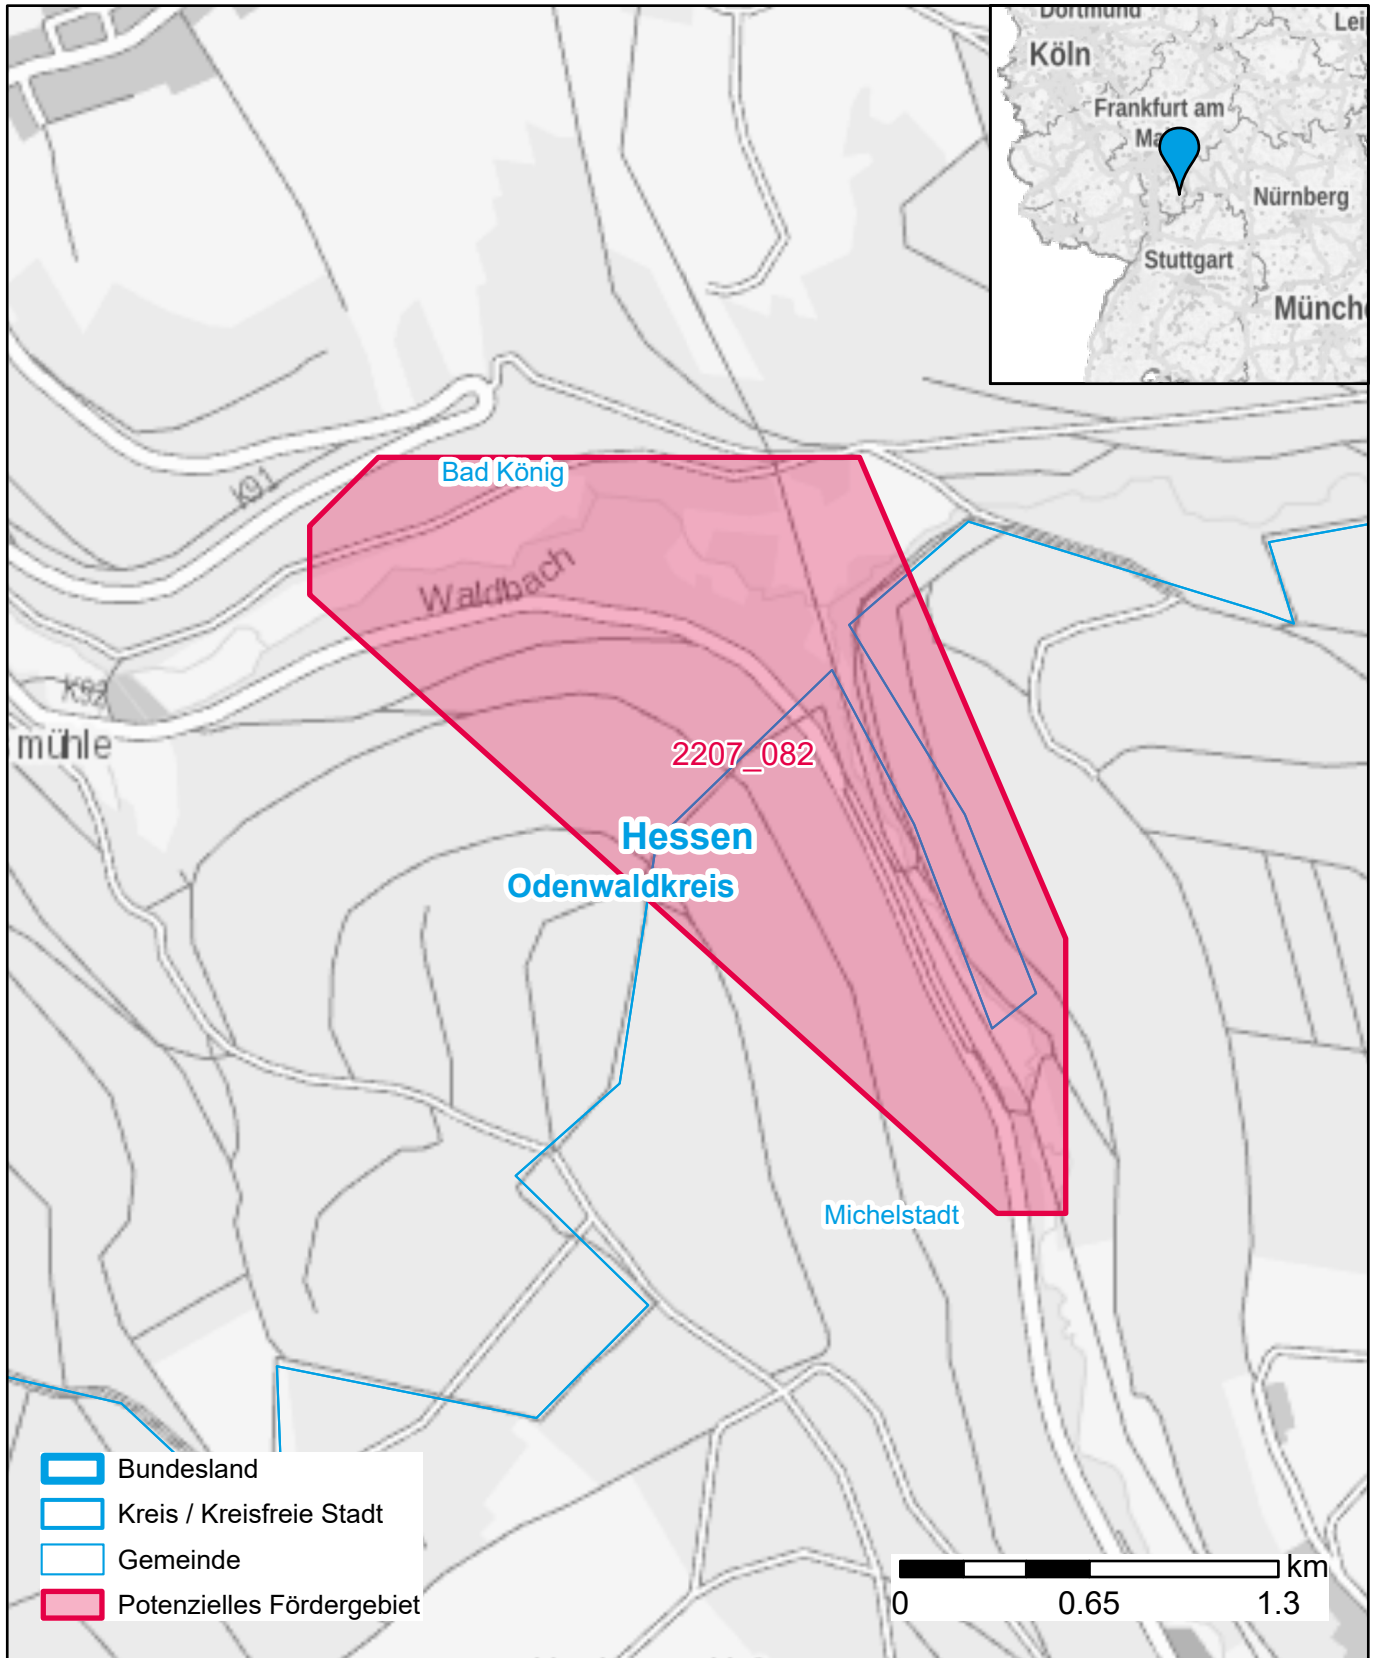 Dortmund
Lei
Köln
Frankfurt am
Ma
Nürnberg
Stuttgart
Münch
Bad König
K91
Waldbach
K92
mühle
2207_082
Hessen
Odenwaldkreis
Michelstadt
Bundesland
Kreis / Kreisfreie Stadt
Gemeinde
Potenzielles Fördergebiet
km
0 0.65 1.3